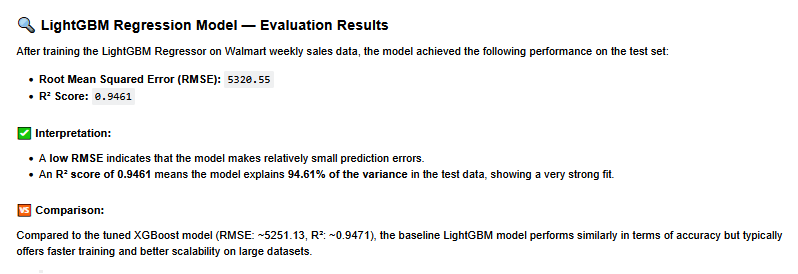 🔍 LightGBM Regression Model — Evaluation Results
After training the LightGBM Regressor on Walmart weekly sales data, the model achieved the following performance on the test set:
• Root Mean Squared Error (RMSE): 5320.55
• R² Score: 0.9461
✅ Interpretation:
• A low RMSE indicates that the model makes relatively small prediction errors.
• An R² score of 0.9461 means the model explains 94.61% of the variance in the test data, showing a very strong fit.
🆚 Comparison:
Compared to the tuned XGBoost model (RMSE: ~5251.13, R²: ~0.9471), the baseline LightGBM model performs similarly in terms of accuracy but typically
offers faster training and better scalability on large datasets.